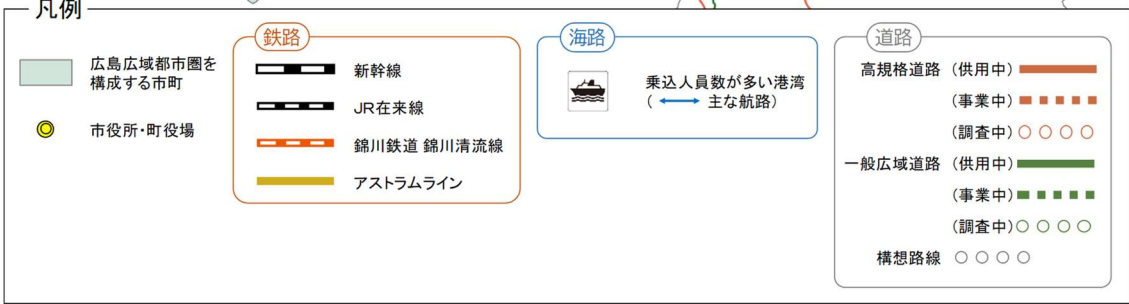 凡例
広島広域都市圏を
構成する市町
市役所・町役場
鉄路
新幹線
JR在来線
錦川鉄道 錦川清流線
アストラムライン
海路
乗込人員数が多い港湾
( 主な航路)
道路
高規格道路 (供用中)
(事業中)
(調査中)
一般広域道路 (供用中)
(事業中)
(調査中)
構想路線